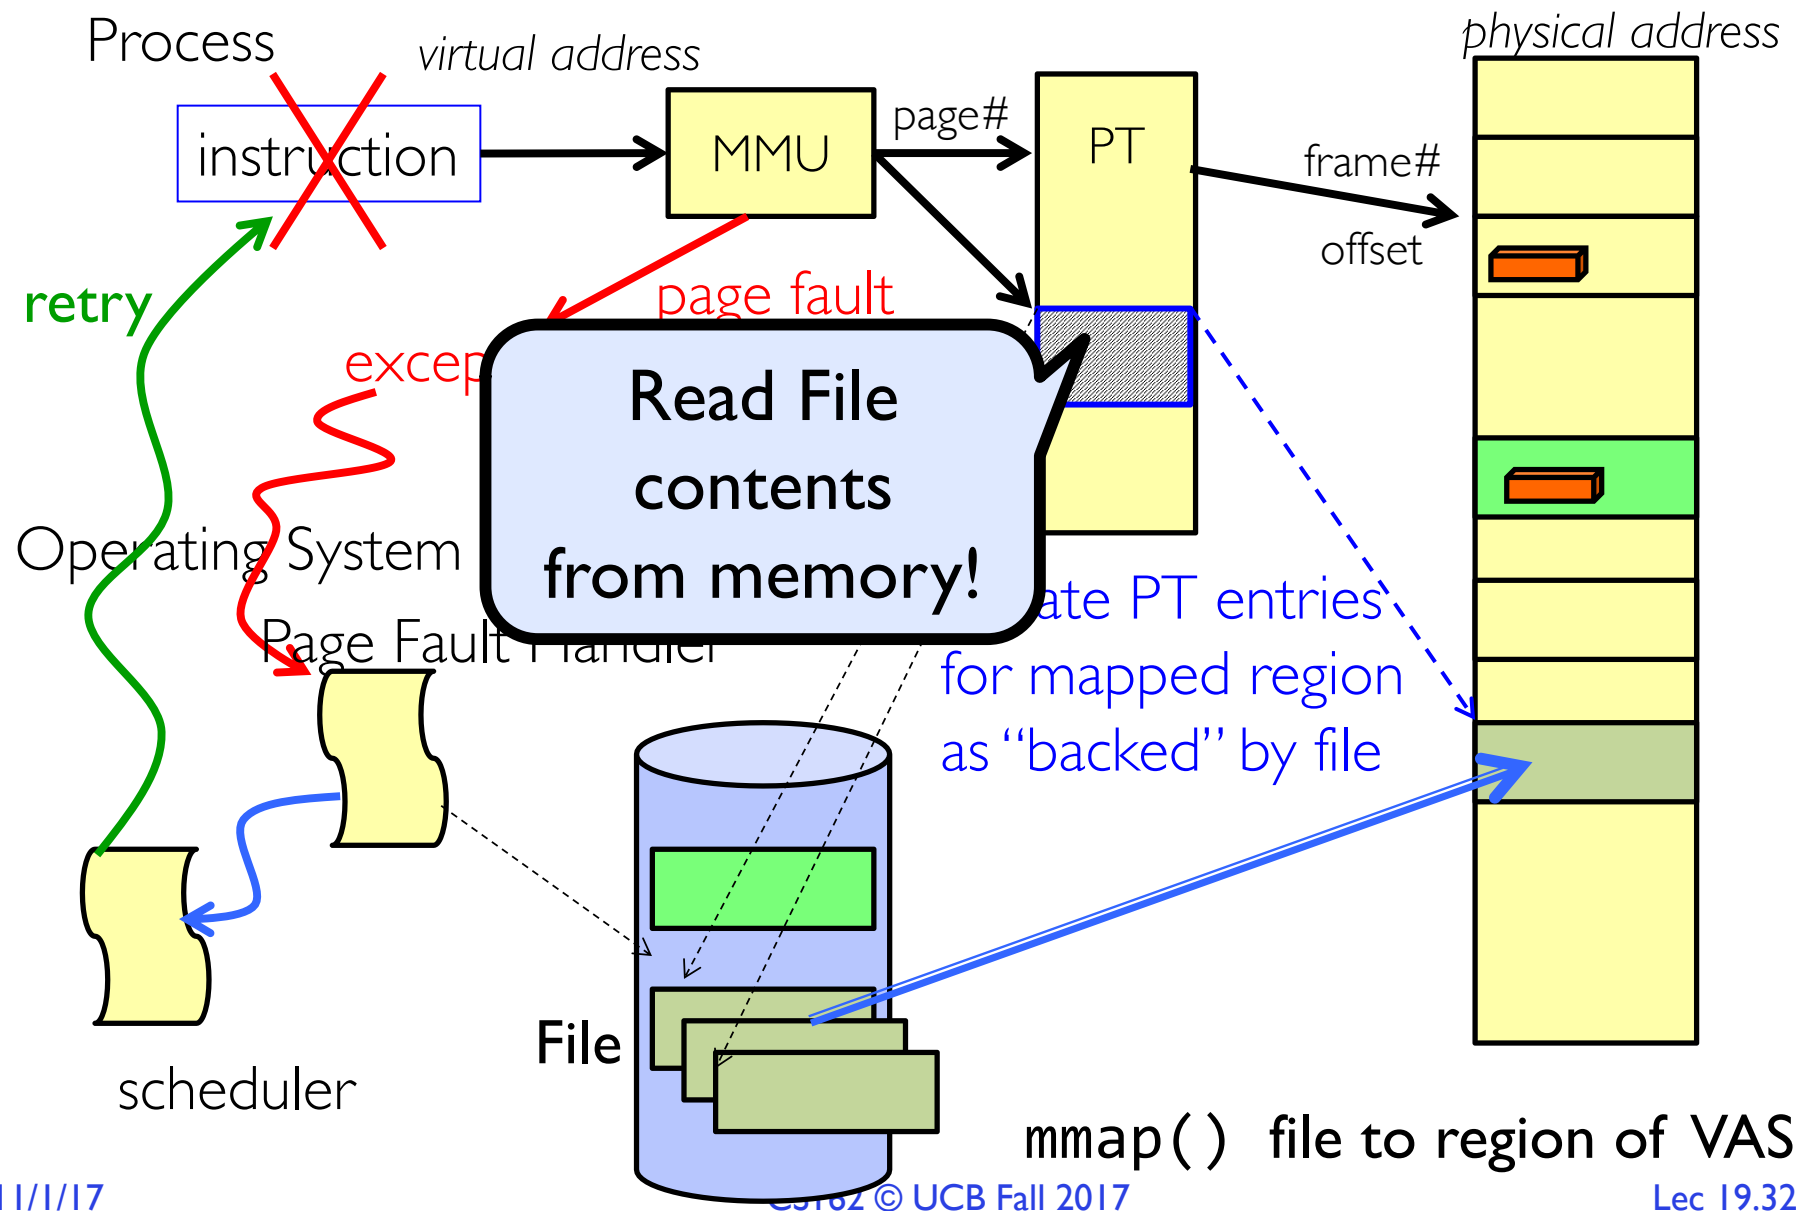 Process
virtual address
physical address
instruction
MMU
page#
PT
frame#
offset
retry
page fault
Read File
contents
from memory!
Operating System
Page Fault Handler
PT entries
for mapped region
as “backed” by file
File
scheduler
mmap() file to region of VAS
11/1/17
CS162 © UCB Fall 2017
Lec 19.32